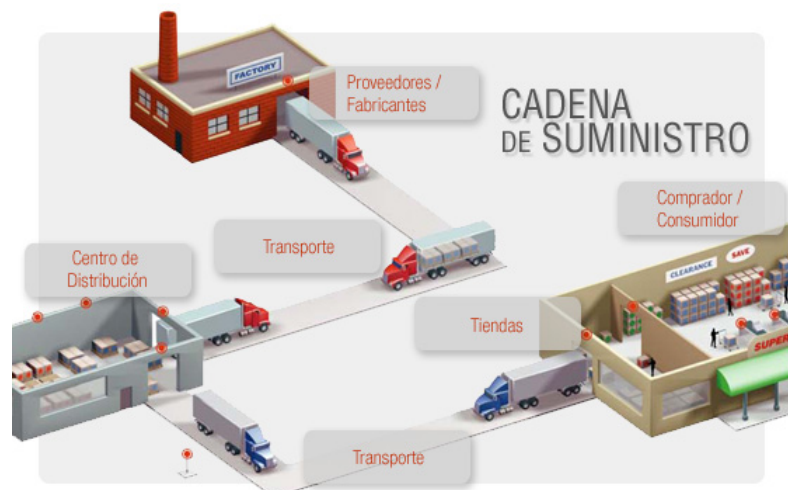 FACTORY
Proveedores /
Fabricantes
CADENA
DE SUMINISTRO
Comprador /
Consumidor
Transporte
Centro de
Distribución
CLEARANCE
SAVE
Tiendas
SUPER
Transporte